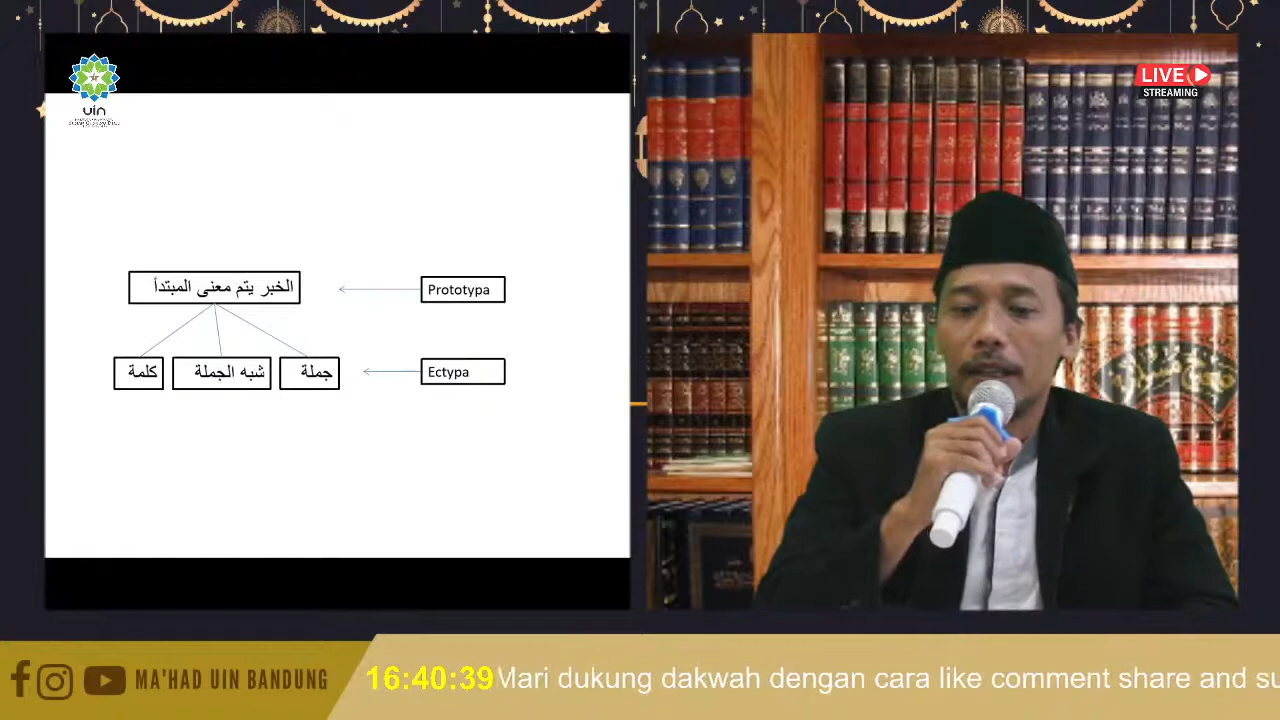 uin
LIVE
STREAMING
الخبر يتم معنى المبتدأ
Prototypa
جملة
شبه الجملة
كلمة
Ectypa
MA'HAD UIN BANDUNG
16:40:39
Mari dukung dakwah dengan cara like comment share and su